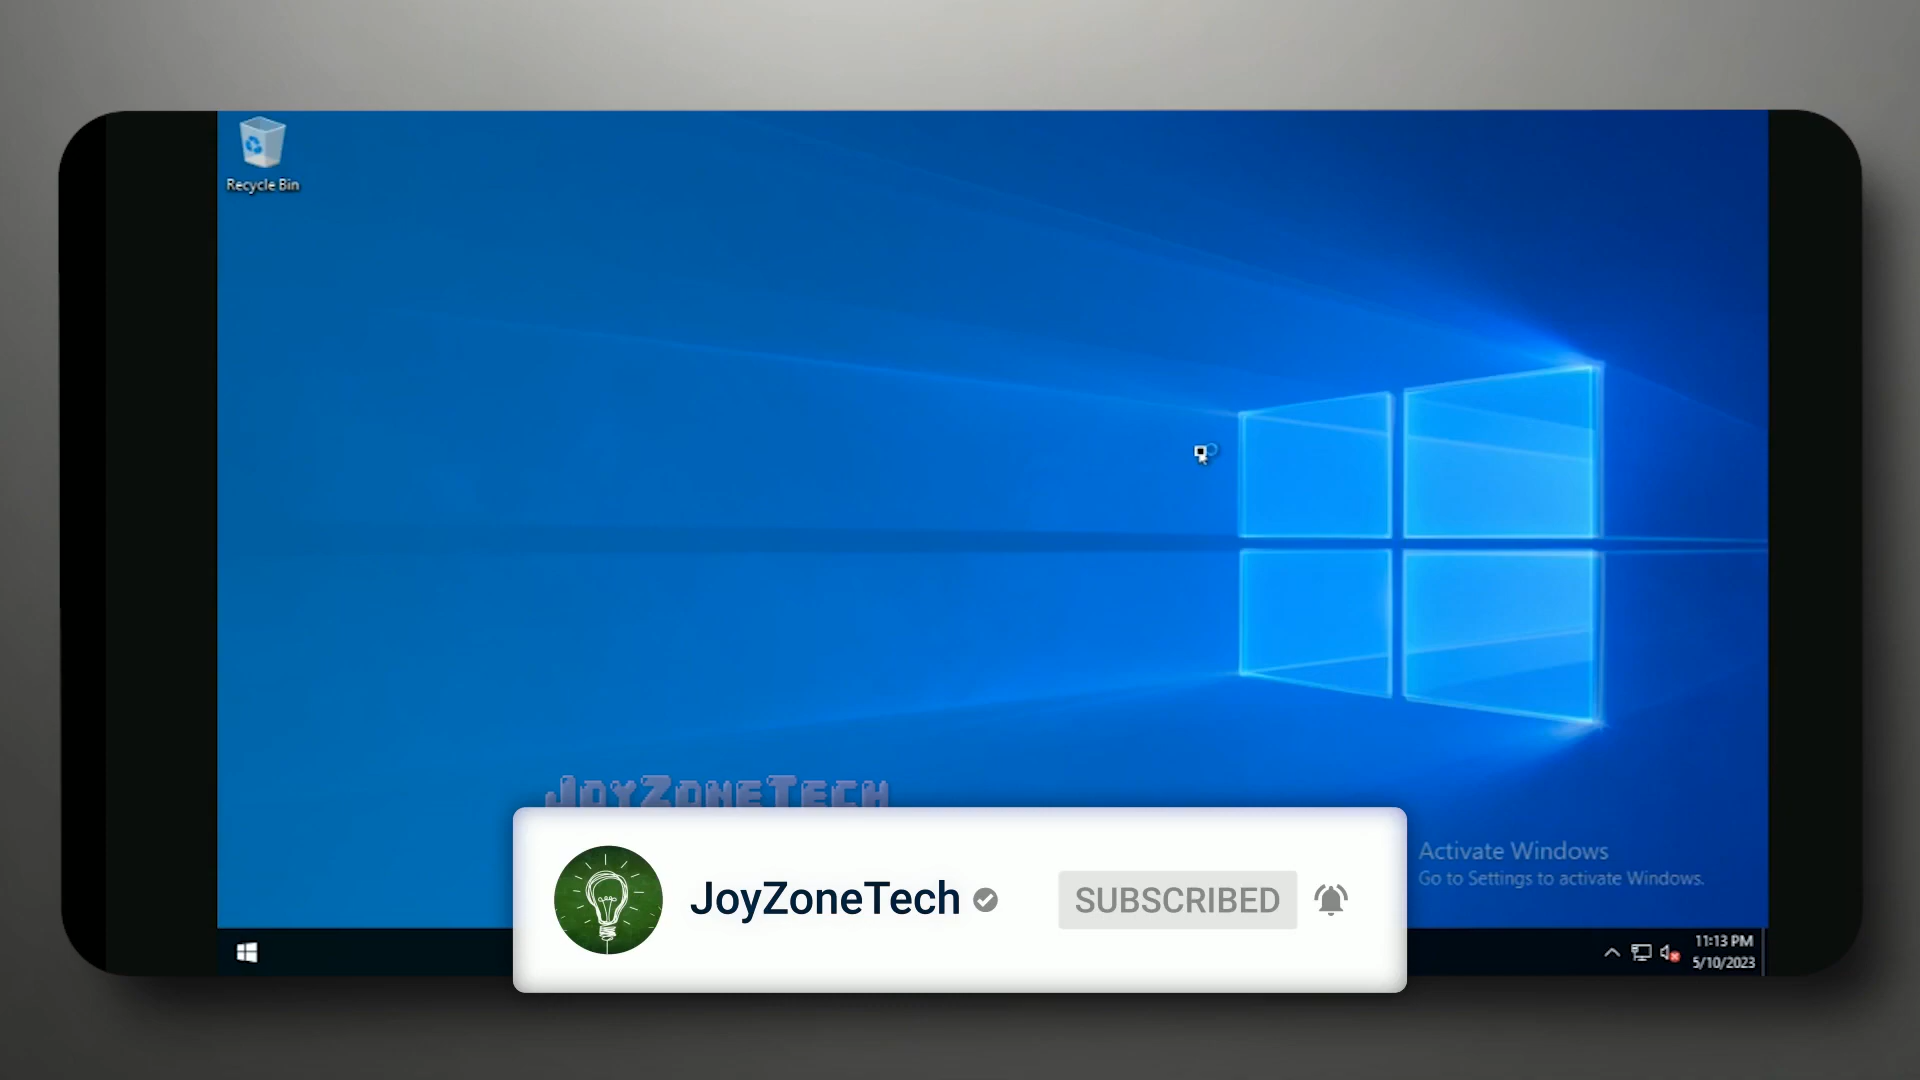 Recycle Bin
JoyZoneTech
JoyZoneTech
SUBSCRIBED
Activate Windows
Go to Settings to activate Windows.
11:13 PM
5/10/2023